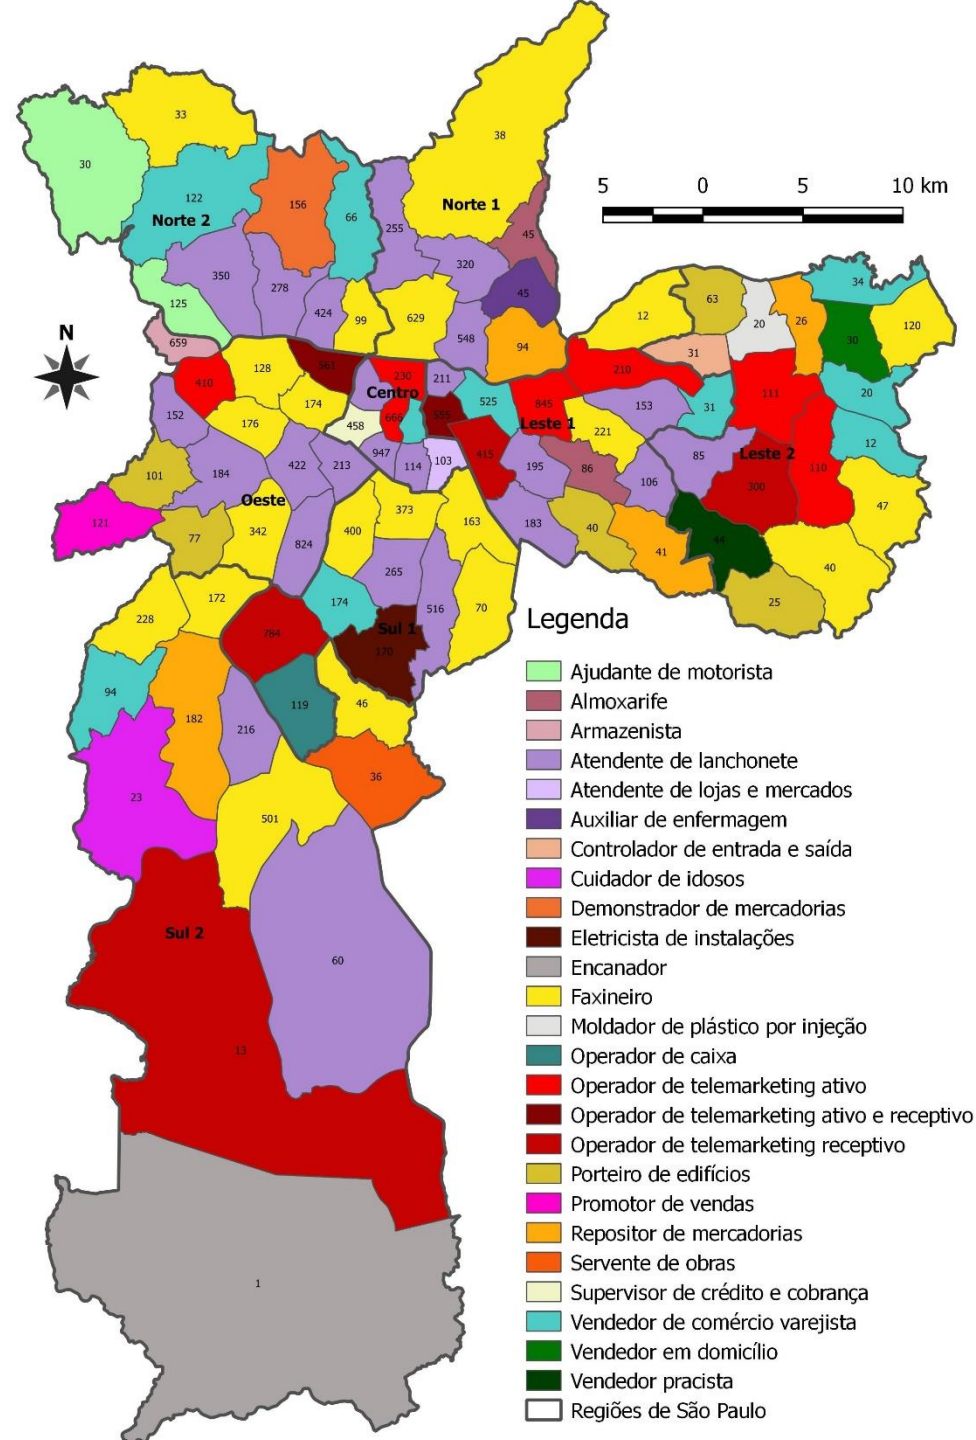 33
38
30
5 0 5 10 km
122
156
Norte 2
66
Norte 1
255
45
320
350
278
45
34
125
424
99
629
12
63
20
26
30
120
659
548
94
31
128
561
230
211
210
410
Centro
111
20
152
174
666
525
845
153
31
176
458
555
Leste 1
221
12
947
415
85
Leste 2
101
184
422
213
114
103
195
86
106
110
300
Oeste
121
77
342
824
400
373
163
183
40
41
44
47
265
40
228
172
174
516
70
25
784
Sul 1
170
94
182
216
119
46
23
501
36
Sul 2
60
13
1
N
Legenda
Ajudante de motorista
Almoxarife
Armazenista
Atendente de lanchonete
Atendente de lojas e mercados
Auxiliar de enfermagem
Controlador de entrada e saída
Cuidador de idosos
Demonstrador de mercadorias
Eletricista de instalações
Encanador
Faxineiro
Moldador de plástico por injeção
Operador de caixa
Operador de telemarketing ativo
Operador de telemarketing ativo e receptivo
Operador de telemarketing receptivo
Porteiro de edifícios
Promotor de vendas
Repositor de mercadorias
Servente de obras
Supervisor de crédito e cobrança
Vendedor de comércio varejista
Vendedor em domicílio
Vendedor pracista
Regiões de São Paulo